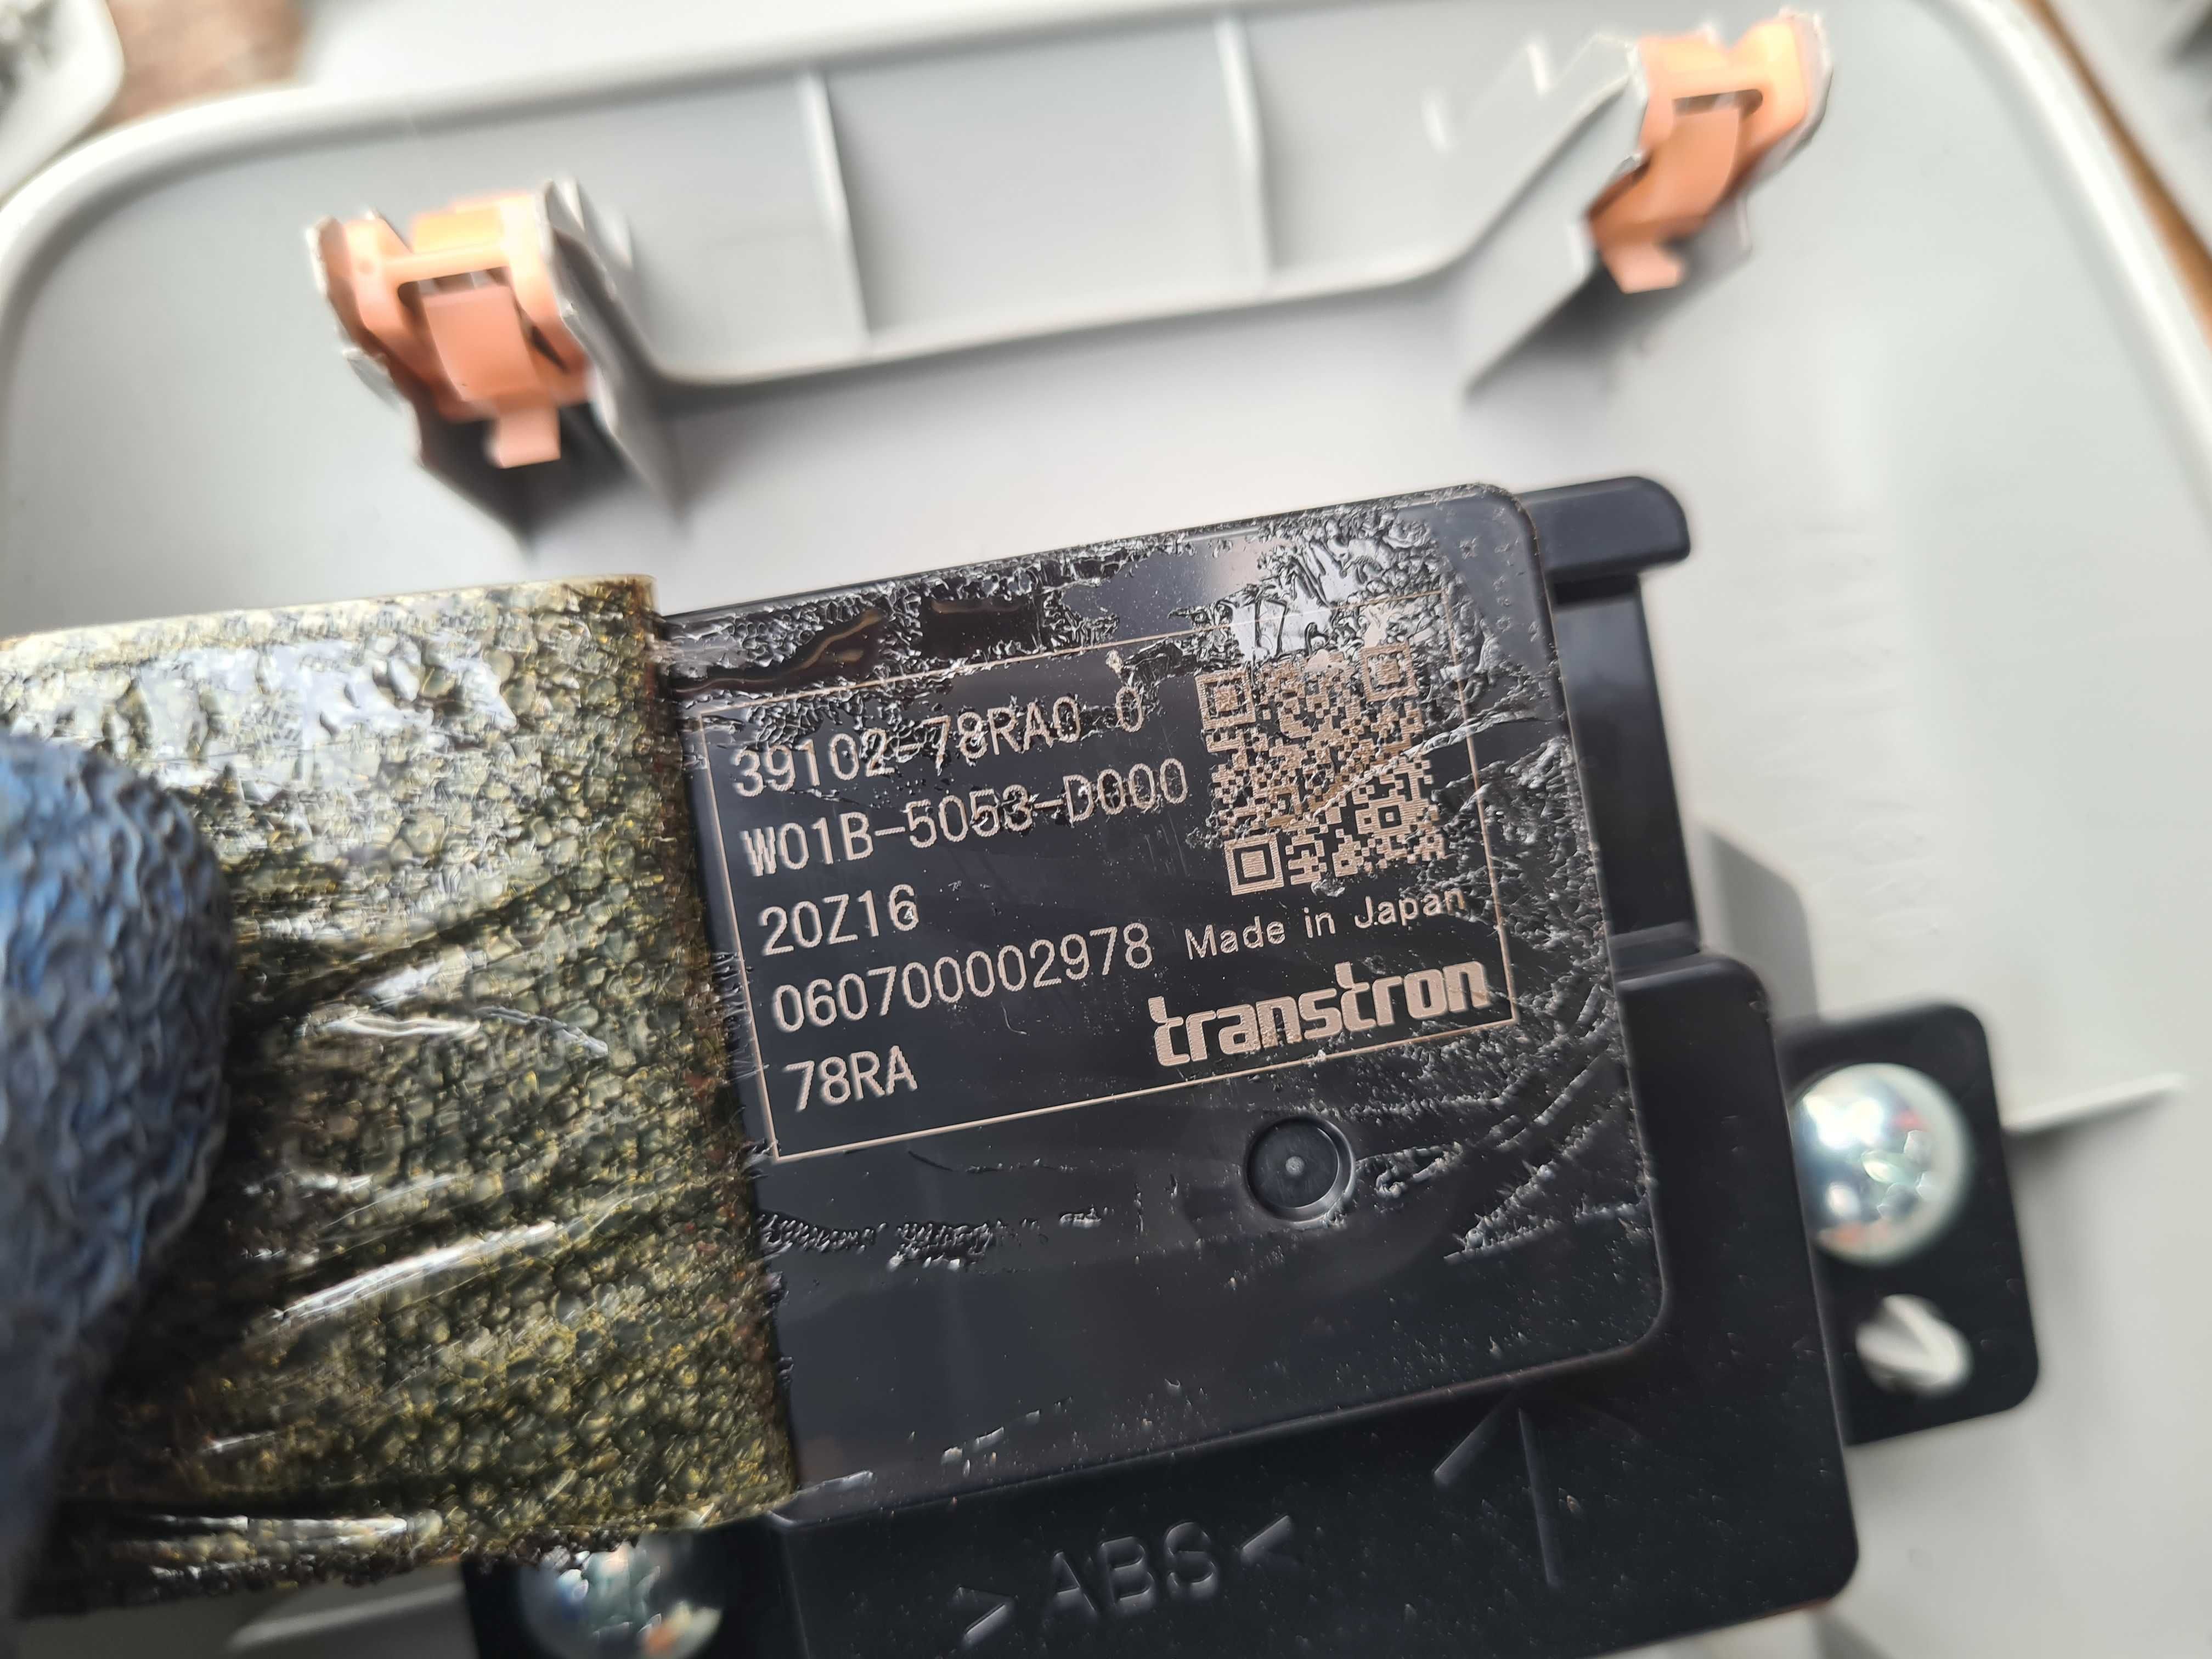 39102-78RA0 0
W01B-5053-D000
20Z16
060700002978 Made in Japan
transtron
78RA
>ABS<